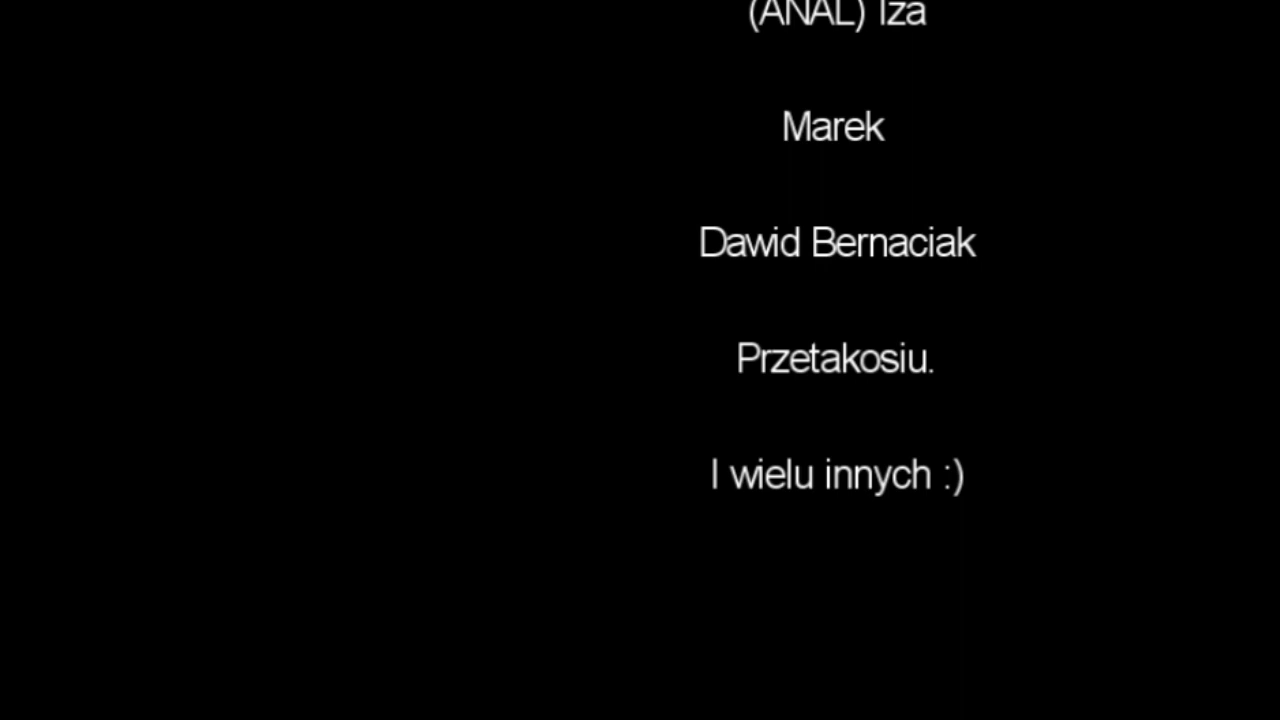 (ANAL) Iza
Marek
Dawid Bernaciak
Przetakosiu.
I wielu innych :)